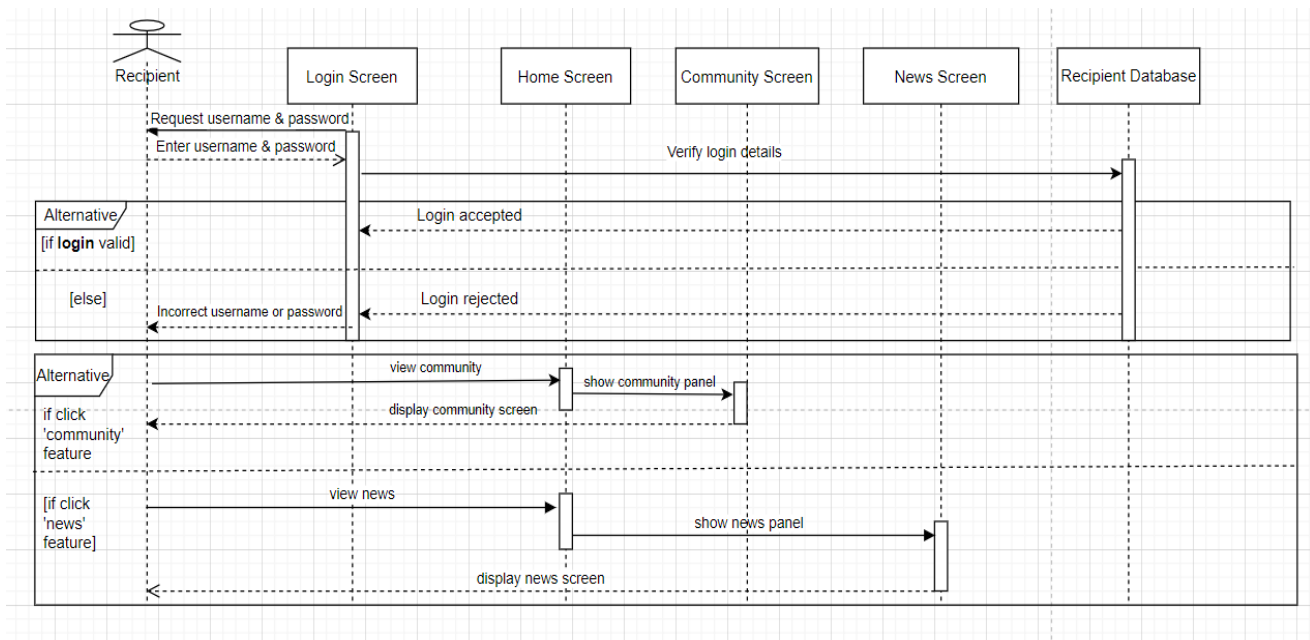 Recipient
Login Screen
Home Screen
Community Screen
News Screen
Recipient Database
Request username & password
Enter username & password
Verify login details
Alternative
Login accepted
[if login valid]
[else]
Login rejected
Incorrect username or password
Alternative
view community
show community panel
display community screen
if click
'community'
feature
view news
[if click
'news'
feature]
show news panel
display news screen